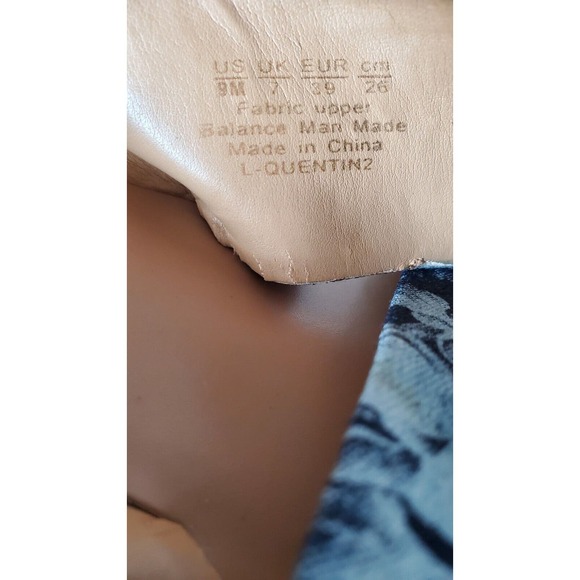 US UK EUR cm
9M 7 39 26
Fabric upper
Balance Man Made
Made in China
L-QUENTIN2